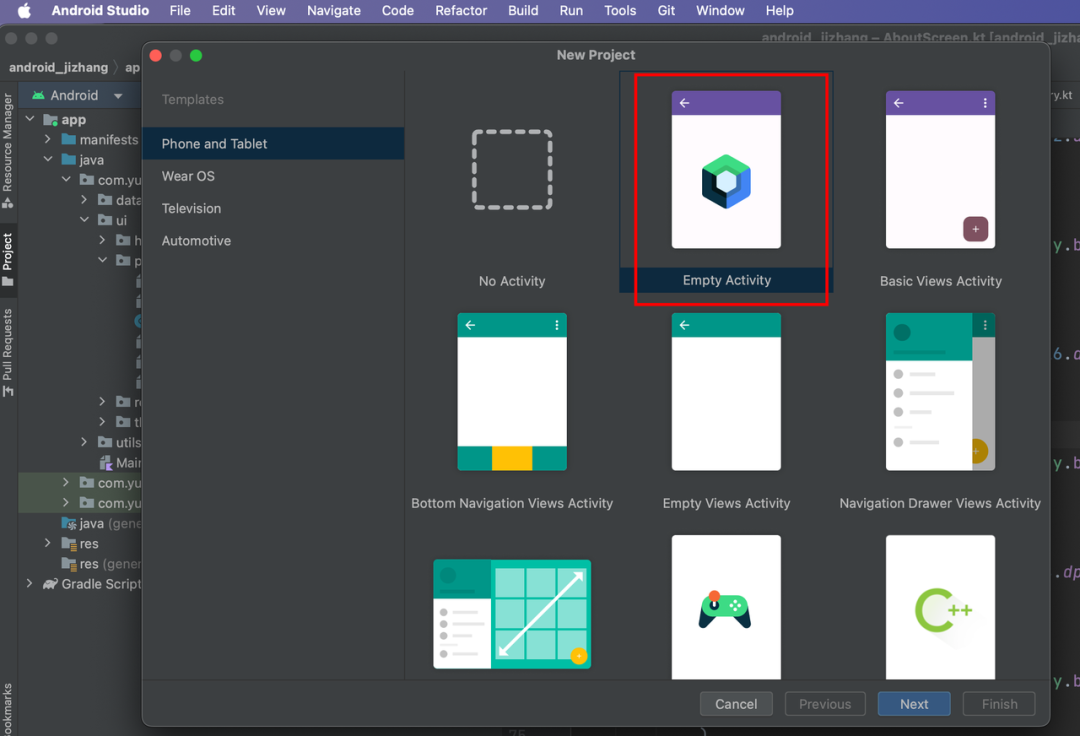 Android Studio File Edit View Navigate Code Refactor Build Run Tools Git Window Help
android_jizhang – AboutScreen.kt [android_jizha
android_jizhang ap
New Project
Android
Resource Manager
Project
Pull Requests
ookmarks
app
manifests
java
com.yu
data
ui
h
p
utils
Main
com.yu
com.yu
java (gene
res
res (gener
Gradle Script
Templates
Phone and Tablet
Wear OS
Television
Automotive
No Activity
Empty Activity
Basic Views Activity
Bottom Navigation Views Activity
Empty Views Activity
Navigation Drawer Views Activity
C++
Cancel Previous Next Finish
ry.kt
y.b
6.d
y.b
.dp
y.b
75